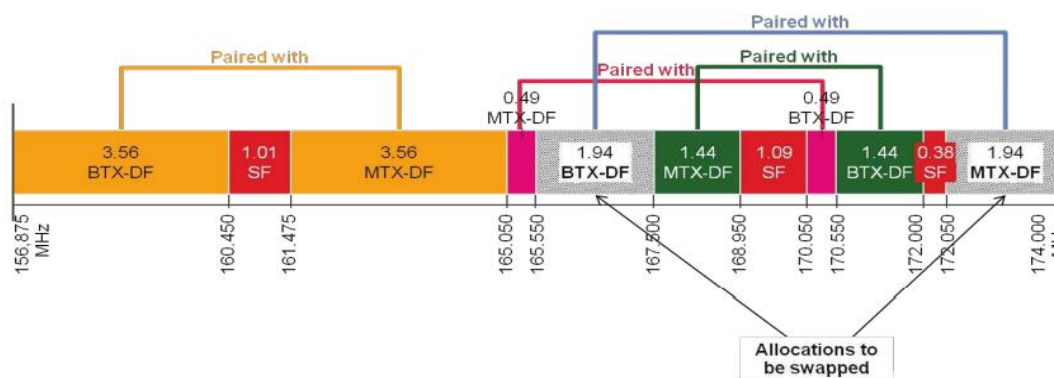 Paired with
Paired with
Paired with
0.49
MTX-DF
0.49
BTX-DF
3.56
BTX-DF
1.01
SF
3.56
MTX-DF
1.94
BTX-DF
1.44
MTX-DF
1.09
SF
1.44
BTX-DF
0.38
SF
1.94
MTX-DF
156.875
MHz
160.450
161.475
165.050
165.550
167.500
168.950
170.050
170.550
172.000
172.050
174.000
Allocations to
be swapped